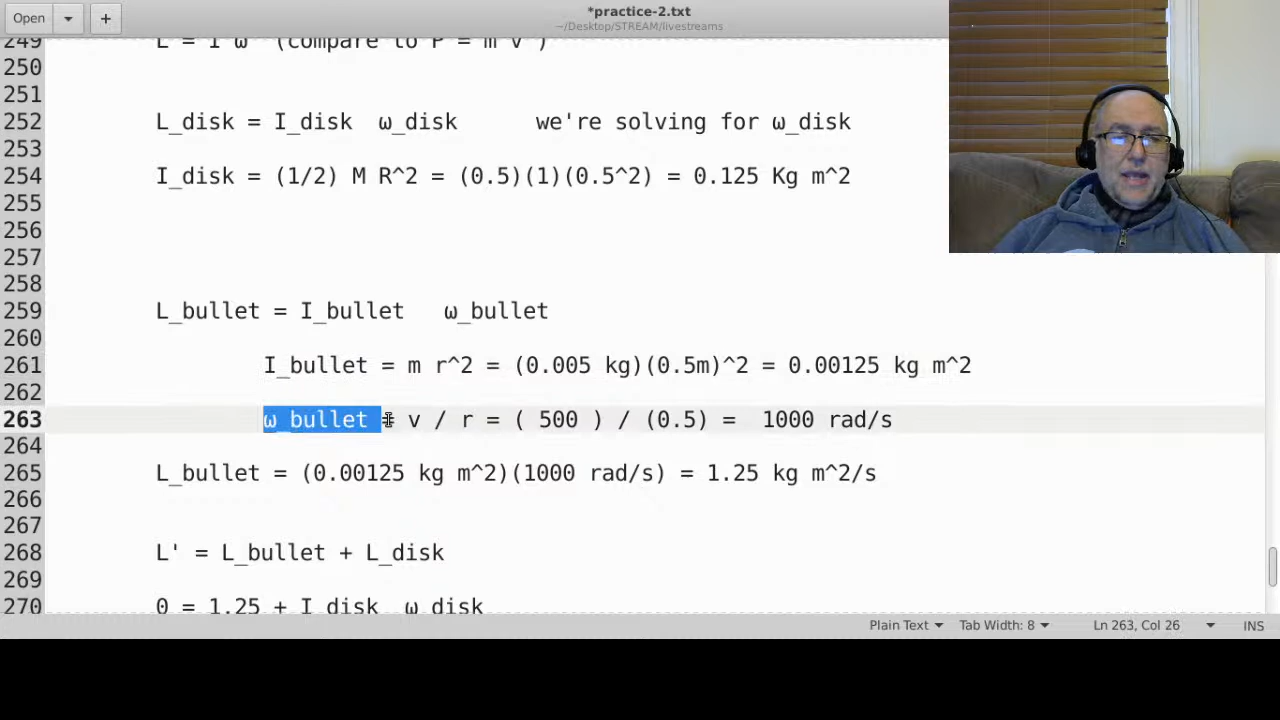 Open
+
*practice-2.txt
~/Desktop/STREAM/livestreams
249 L = I ω (compare to P = m v )
250
251
252 L_disk = I_disk ω_disk we're solving for ω_disk
253
254 I_disk = (1/2) M R^2 = (0.5)(1)(0.5^2) = 0.125 Kg m^2
255
256
257
258
259 L_bullet = I_bullet ω_bullet
260
261 I_bullet = m r^2 = (0.005 kg)(0.5m)^2 = 0.00125 kg m^2
262
263 ω_bullet = v / r = ( 500 ) / (0.5) = 1000 rad/s
264
265 L_bullet = (0.00125 kg m^2)(1000 rad/s) = 1.25 kg m^2/s
266
267
268 L' = L_bullet + L_disk
269
270 0 = 1.25 + I_disk ω_disk
Plain Text Tab Width: 8 Ln 263, Col 26 INS